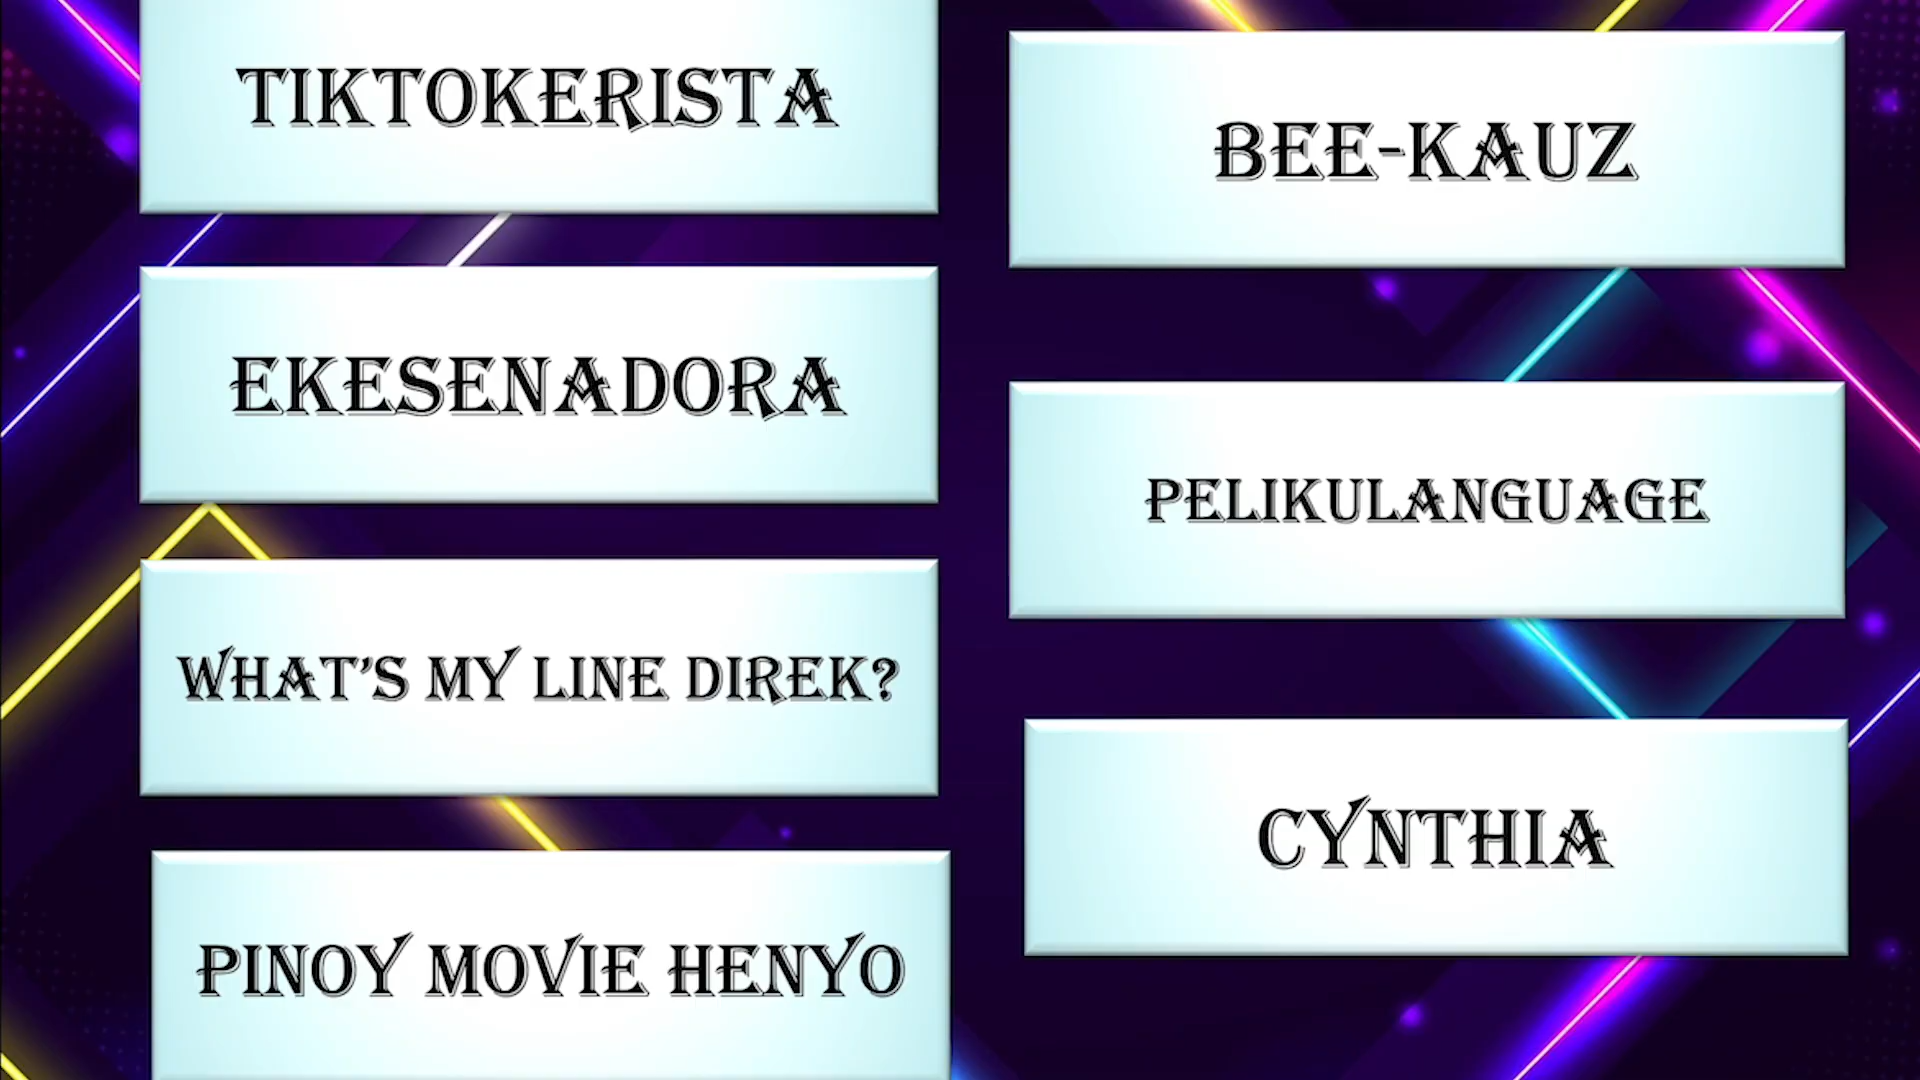 TIKTOKERISTA
EKESENADORA
WHAT'S MY LINE DIREK?
PINOY MOVIE HENYO
BEE-KAUZ
PELIKULANGUAGE
CYNTHIA